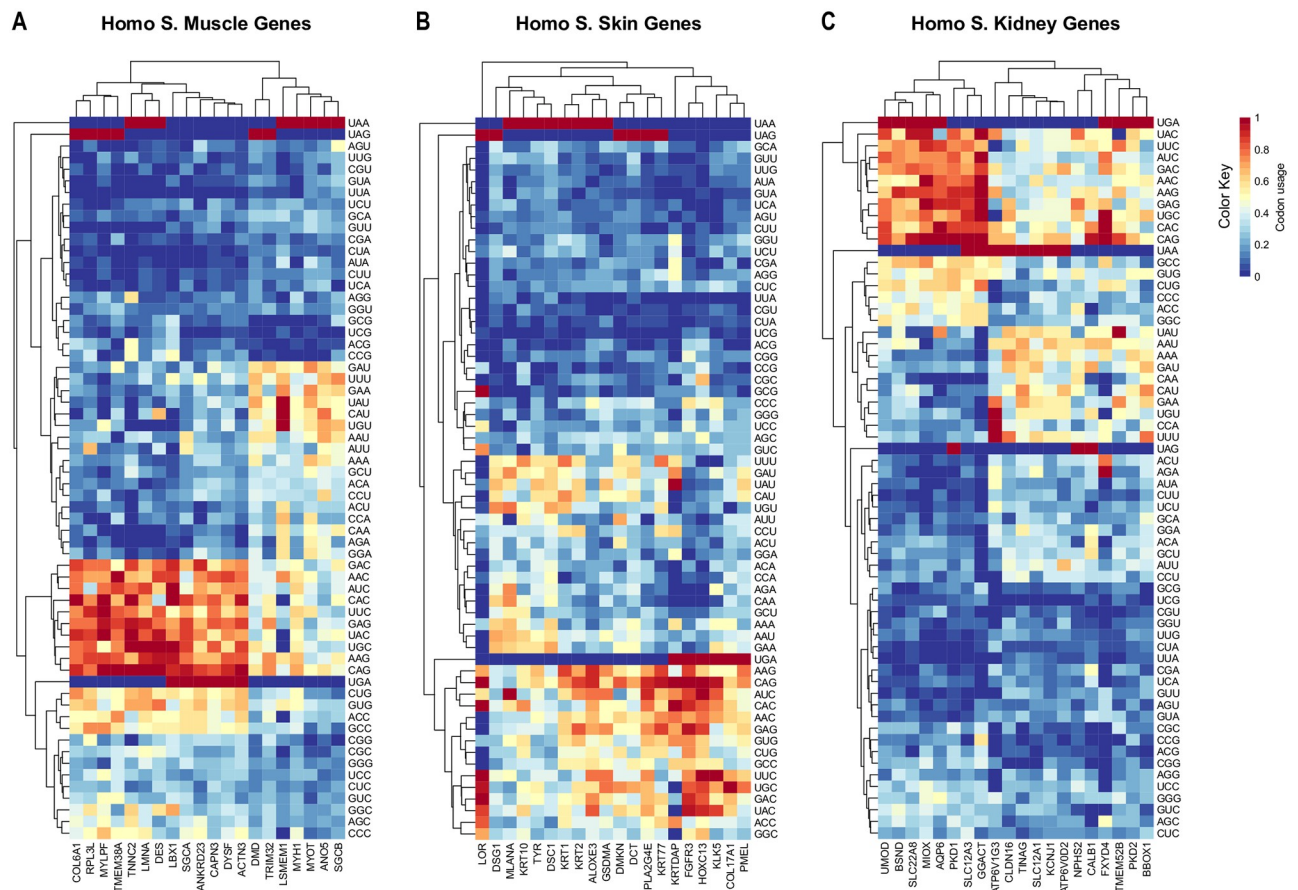 A
Homo S. Muscle Genes
UAA
UAG
AGU
UUG
CGU
GUA
UUA
UCU
GCA
GUU
CGA
CUA
AUA
CUU
UCA
AGG
GGU
GCG
UCG
ACG
CCG
GAU
UUU
GAA
UAU
CAU
UGU
AAU
AUU
AAA
GCU
ACA
CCU
ACU
CCA
CAA
AGA
GGA
GAC
AAC
AUC
CAC
UUC
GAG
UAC
UGC
AAG
CAG
UGA
CUG
GUG
ACC
GCC
CGG
CGC
GGG
UCC
CUC
GUC
GGC
AGC
CCC
COL6A1
RPL3L
MYLPF
TMEM38A
TNNC2
LMNA
DES
LBX1
SGCA
ANKRD23
CAPN3
DYSF
ACTN3
DMD
TRIM32
LSMEM1
MYH1
MYOT
ANO5
SGCB
B
Homo S. Skin Genes
UAA
UAG
GCA
GUU
UUG
AUA
GUA
UCA
AGU
CUU
GGU
UCU
CGA
AGG
CUC
UUA
CGU
CUA
UCG
ACG
CGG
CCG
CGC
GCG
CCC
GGG
UCC
AGC
GUC
UUU
GAU
UAU
CAU
UGU
AUU
CCU
ACU
GGA
ACA
CCA
AGA
CAA
GCU
AAA
AAU
GAA
UGA
AAG
CAG
AUC
CAC
AAC
GAG
GUG
CUG
GCC
UUC
UGC
GAC
UAC
ACC
GGC
LOR
DSG1
MLANA
KRT10
TYR
DSC1
KRT1
KRT2
ALOXE3
GSDMA
DMKN
DCT
PLA2G4E
KRT77
KRTDAP
FGFR3
HOXC13
KLK5
COL17A1
PMEL
C
Homo S. Kidney Genes
UGA
UAC
UUC
AUC
GAC
AAC
AAG
GAG
UGC
CAC
CAG
UAA
GCC
GUG
CUG
CCC
ACC
GGC
UAU
AAU
AAA
GAU
CAA
CAU
GAA
UGU
CCA
UUU
UAG
ACU
AGA
AUA
CUU
UCU
GCA
GGA
ACA
GCU
AUU
CCU
GCG
UCG
CGU
GGU
UUG
CUA
UUA
CGA
UCA
GUU
AGU
GUA
CGC
CCG
ACG
CGG
AGG
UCC
GGG
GUC
AGC
CUC
UMOD
BSND
SLC22A8
MIOX
AQP6
PKD1
SLC12A3
GGACT
ATP6V1G3
CLDN16
TINAG
SLC12A1
KCNJ1
ATP6V0D2
NPHS2
CALB1
FXYD4
TMEM52B
PKD2
BBOX1
Color Key
Codon usage
1
0.8
0.6
0.4
0.2
0